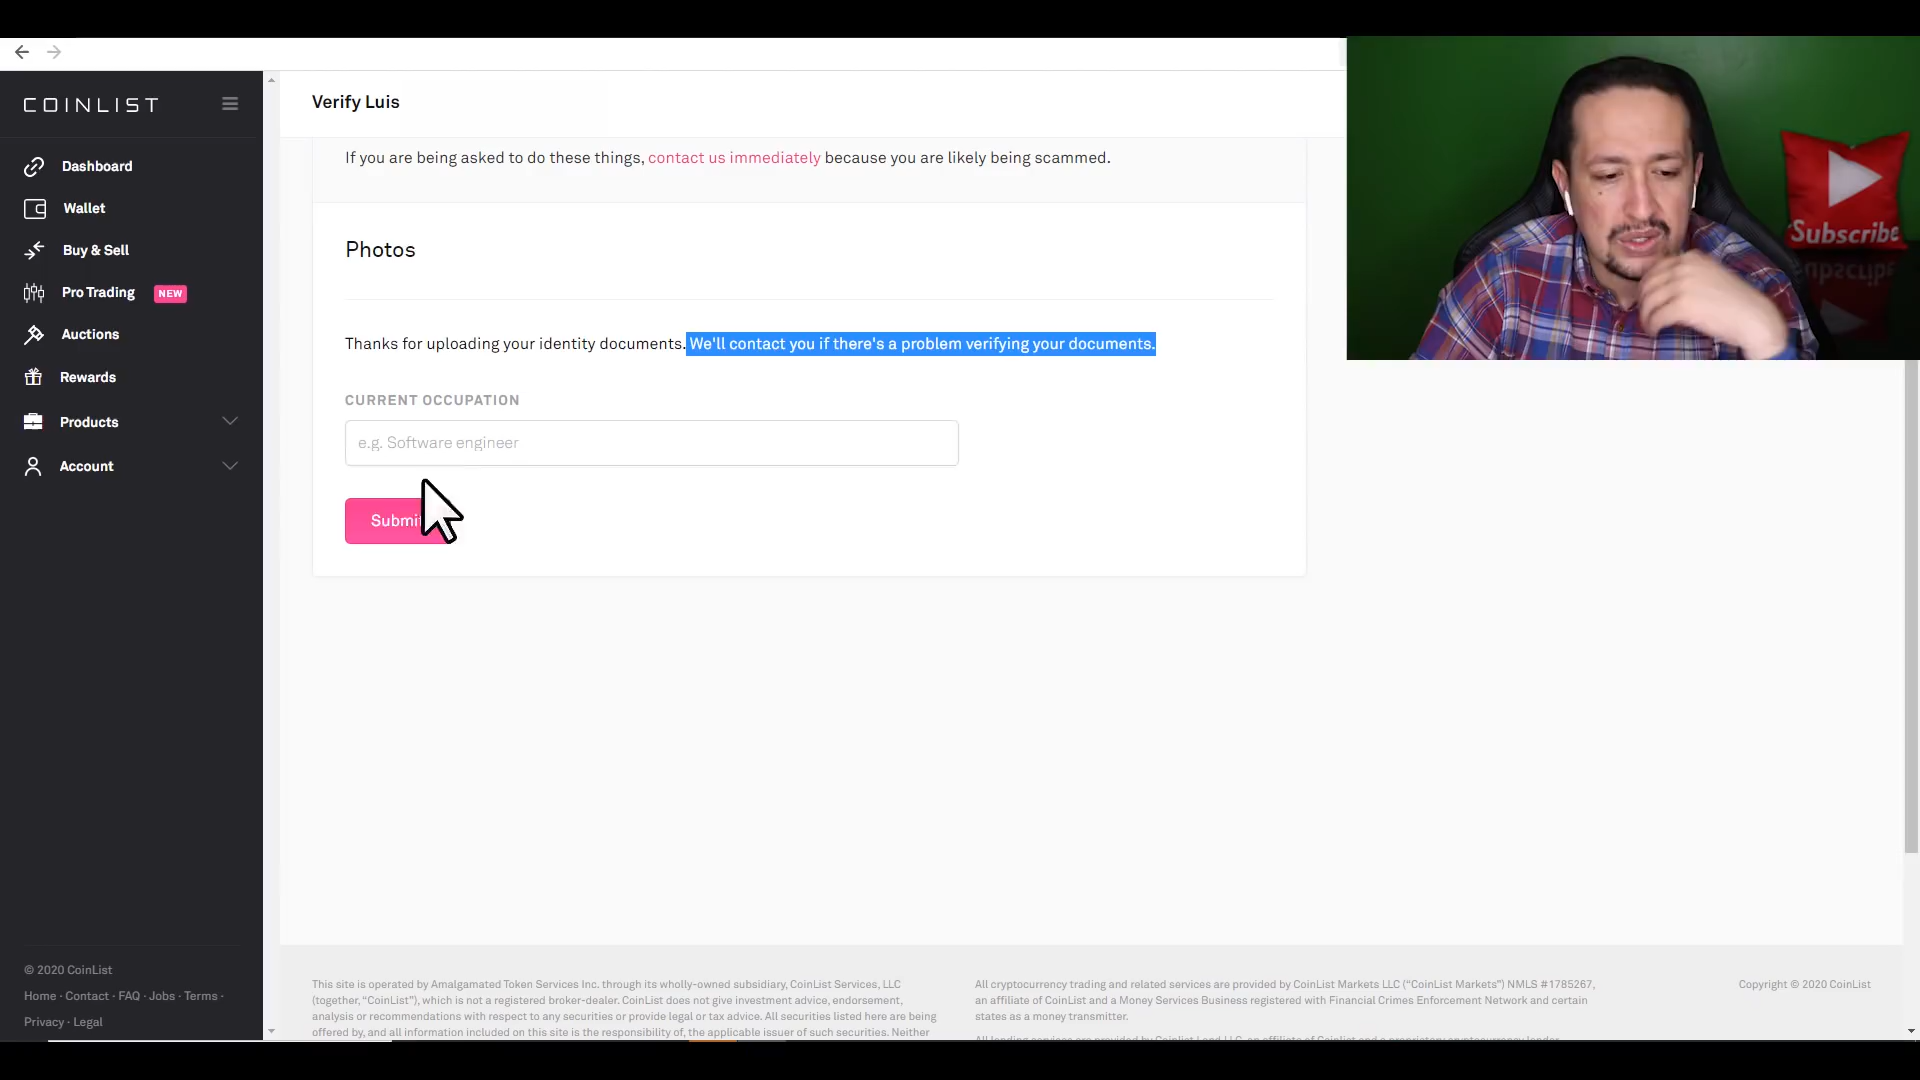 COINLIST
Dashboard
Wallet
Buy & Sell
Pro Trading NEW
Auctions
Rewards
Products
Account
© 2020 CoinList
Home · Contact · FAQ · Jobs · Terms ·
Privacy · Legal
Verify Luis
If you are being asked to do these things, contact us immediately because you are likely being scammed.
Photos
Thanks for uploading your identity documents. We'll contact you if there's a problem verifying your documents.
CURRENT OCCUPATION
e.g. Software engineer
Submi
This site is operated by Amalgamated Token Services Inc. through its wholly-owned subsidiary, CoinList Services, LLC
(together, “CoinList”), which is not a registered broker-dealer. CoinList does not give investment advice, endorsement,
analysis or recommendations with respect to any securities or provide legal or tax advice. All securities listed here are being
offered by, and all information included on this site is the responsibility of, the applicable issuer of such securities. Neither
All cryptocurrency trading and related services are provided by CoinList Markets LLC (“CoinList Markets”) NMLS #1785267,
an affiliate of CoinList and a Money Services Business registered with Financial Crimes Enforcement Network and certain
states as a money transmitter.
Copyright © 2020 CoinList
Subscribe